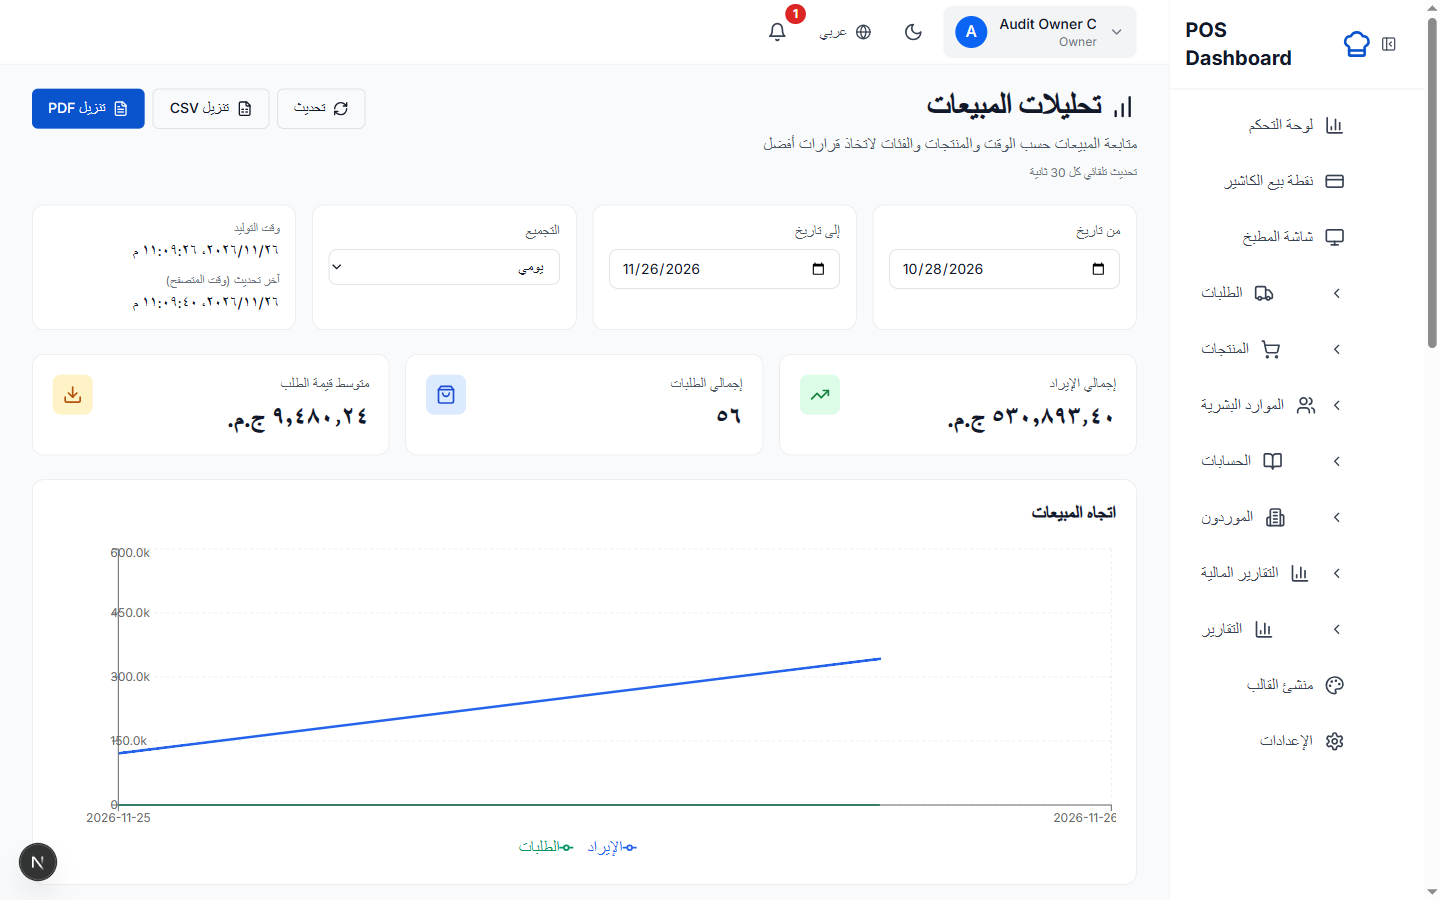 POS
Dashboard
لوحة التحكم
نقطة بيع الكاشير
شاشة المطبخ
الطلبات
المنتجات
الموارد البشرية
الحسابات
الموردون
التقارير المالية
التقارير
منشئ القالب
الإعدادات
Audit Owner C
Owner
A
عربي
1
تحليلات المبيعات
متابعة المبيعات حسب الوقت والمنتجات والفئات لاتخاذ قرارات أفضل
تحديث تلقائي كل 30 ثانية
تحديث
تنزيل CSV
تنزيل PDF
من تاريخ
10/28/2026
إلى تاريخ
11/26/2026
التجميع
يومي
وقت التوليد
٢٠٢٦/١١/٢٦، ١١:٠٩:٢٦ م
آخر تحديث (وقت المتصفح)
٢٠٢٦/١١/٢٦، ١١:٠٩:٤٠ م
إجمالي الإيراد
٥٣٠,٨٩٣,٤٠ ج.م.
إجمالي الطلبات
٥٦
متوسط قيمة الطلب
٩,٤٨٠,٢٤ ج.م.
اتجاه المبيعات
600.0k
450.0k
300.0k
150.0k
0
2026-11-25
2026-11-26
الإيراد
الطلبات
N